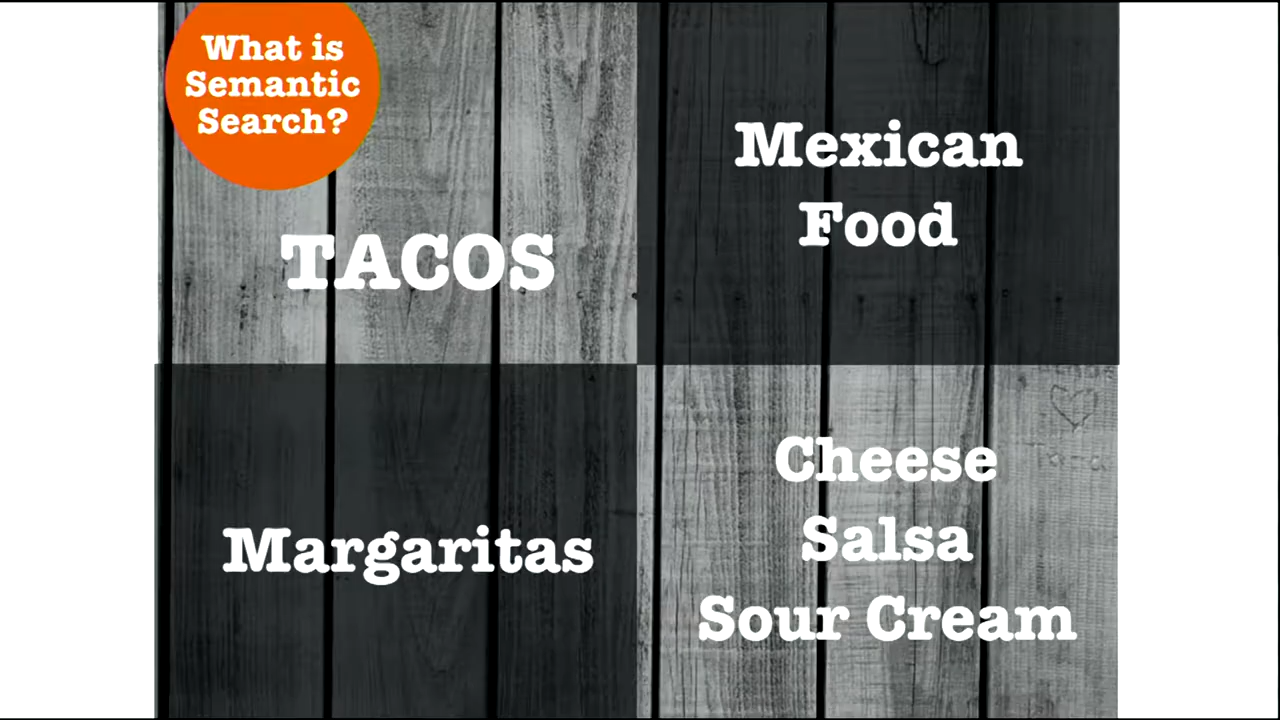 What is
Semantic
Search?
TACOS
Mexican
Food
Margaritas
Cheese
Salsa
Sour Cream